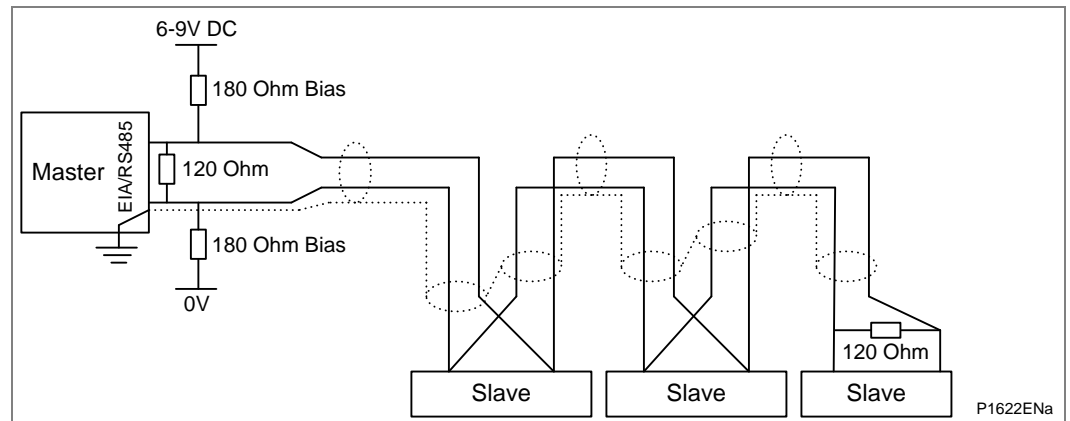 6-9V DC
180 Ohm Bias
EIA/RS485
Master
120 Ohm
180 Ohm Bias
0V
120 Ohm
Slave
Slave
Slave
P1622ENa